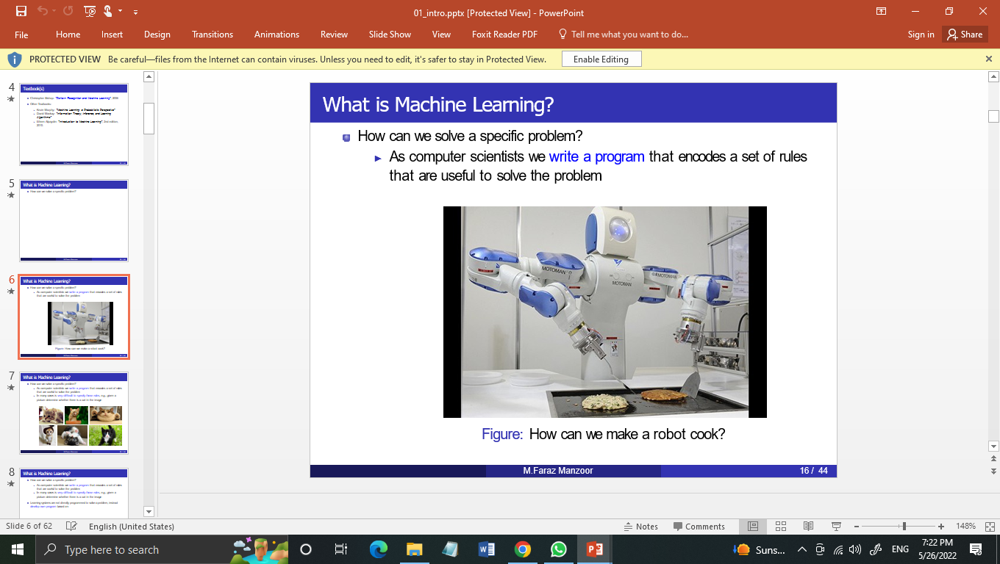 01_intro.pptx [Protected View] - PowerPoint
File Home Insert Design Transitions Animations Review Slide Show View Foxit Reader PDF Tell me what you want to do... Sign in Share
PROTECTED VIEW Be careful—files from the Internet can contain viruses. Unless you need to edit, it's safer to stay in Protected View. Enable Editing
4
Textbook(s)
Christopher Bishop: "Pattern Recognition and Machine Learning", 2006
Other Textbooks:
Kevin Murphy: "Machine Learning: a Probabilistic Perspective"
David Mackay: "Information Theory, Inference, and Learning
Algorithms"
Ethem Alpaydin: "Introduction to Machine Learning", 2nd edition,
2010.
5
What is Machine Learning?
How can we solve a specific problem?
6
What is Machine Learning?
How can we solve a specific problem?
As computer scientists we write a program that encodes a set of rules
that are useful to solve the problem
Figure: How can we make a robot cook?
7
What is Machine Learning?
How can we solve a specific problem?
As computer scientists we write a program that encodes a set of rules
that are useful to solve the problem
In many cases is very difficult to specify those rules, e.g., given a
picture determine whether there is a cat in the image
8
What is Machine Learning?
How can we solve a specific problem?
As computer scientists we write a program that encodes a set of rules
that are useful to solve the problem
In many cases is very difficult to specify those rules, e.g., given a
picture determine whether there is a cat in the image
Learning systems are not directly programmed to solve a problem, instead
develop own program based on:
What is Machine Learning?
How can we solve a specific problem?
As computer scientists we write a program that encodes a set of rules
that are useful to solve the problem
MOTOMAN
MOTOMAN
MOTOMAN
Figure: How can we make a robot cook?
M.Faraz Manzoor 16 / 44
Slide 6 of 62 English (United States) Notes Comments 148%
Type here to search Suns... ENG 7:22 PM
5/26/2022